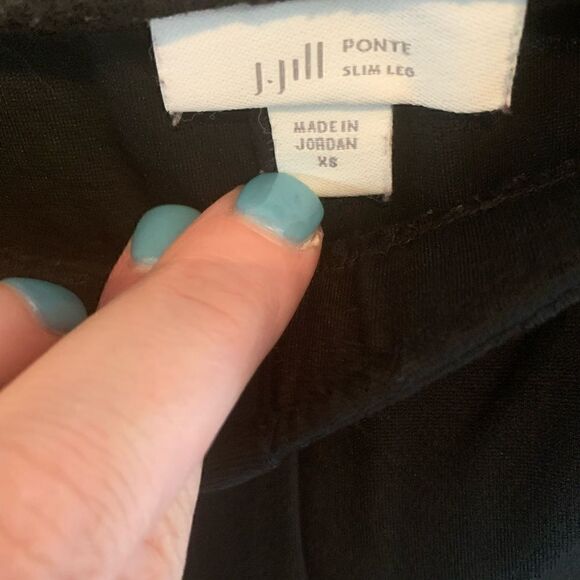 J.Jill PONTE
SLIM LEG
MADE IN
JORDAN
XS